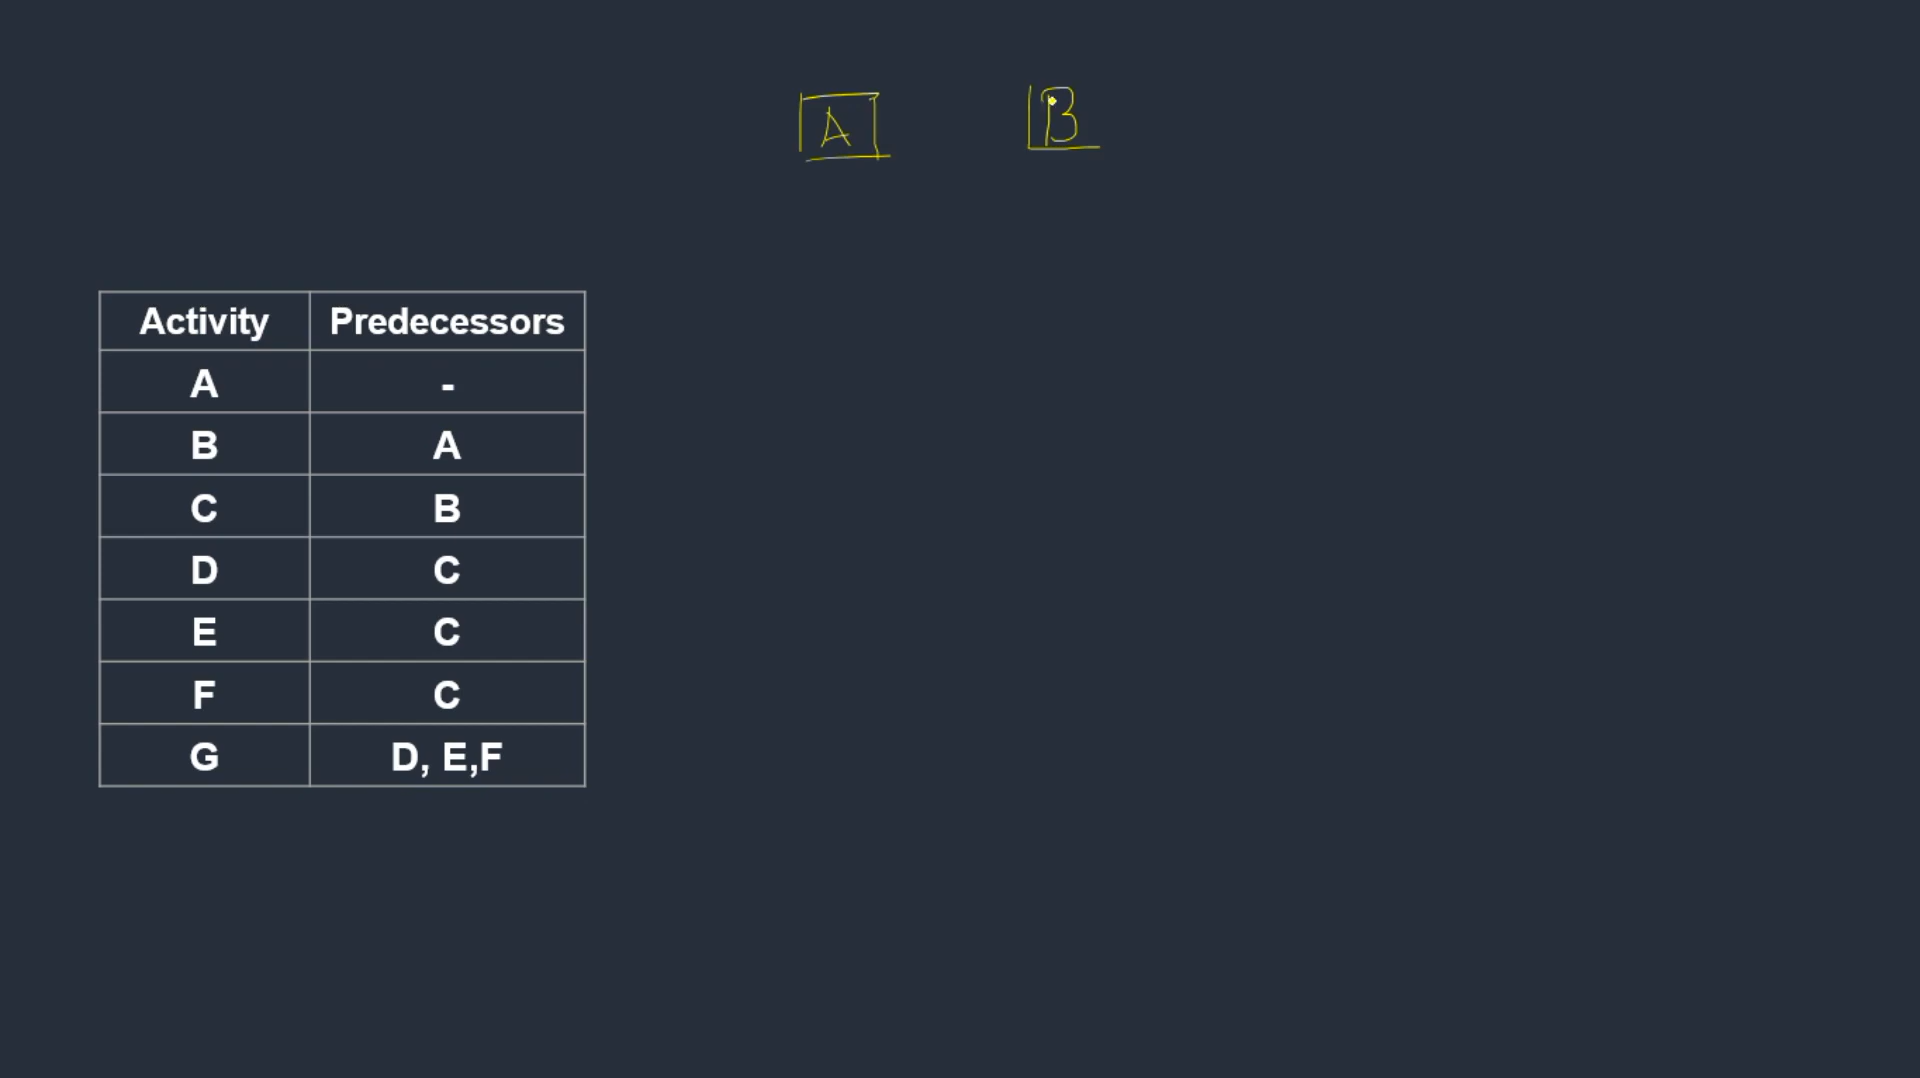 A B
Activity Predecessors
A -
B A
C B
D C
E C
F C
G D, E,F